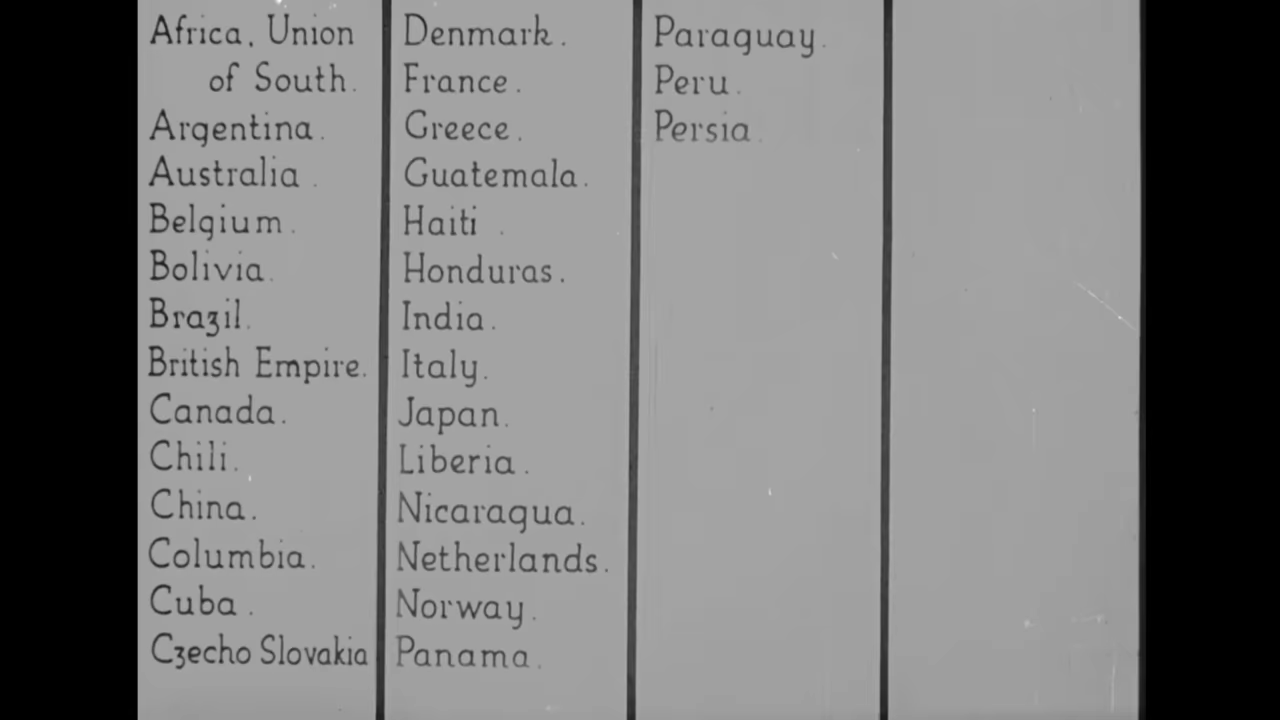 Africa, Union
of South.
Argentina.
Australia.
Belgium.
Bolivia.
Brazil.
British Empire.
Canada.
Chili.
China.
Columbia.
Cuba.
Czecho Slovakia
Denmark.
France.
Greece.
Guatemala.
Haiti.
Honduras.
India.
Italy.
Japan.
Liberia.
Nicaragua.
Netherlands.
Norway.
Panama.
Paraguay.
Peru.
Persia.